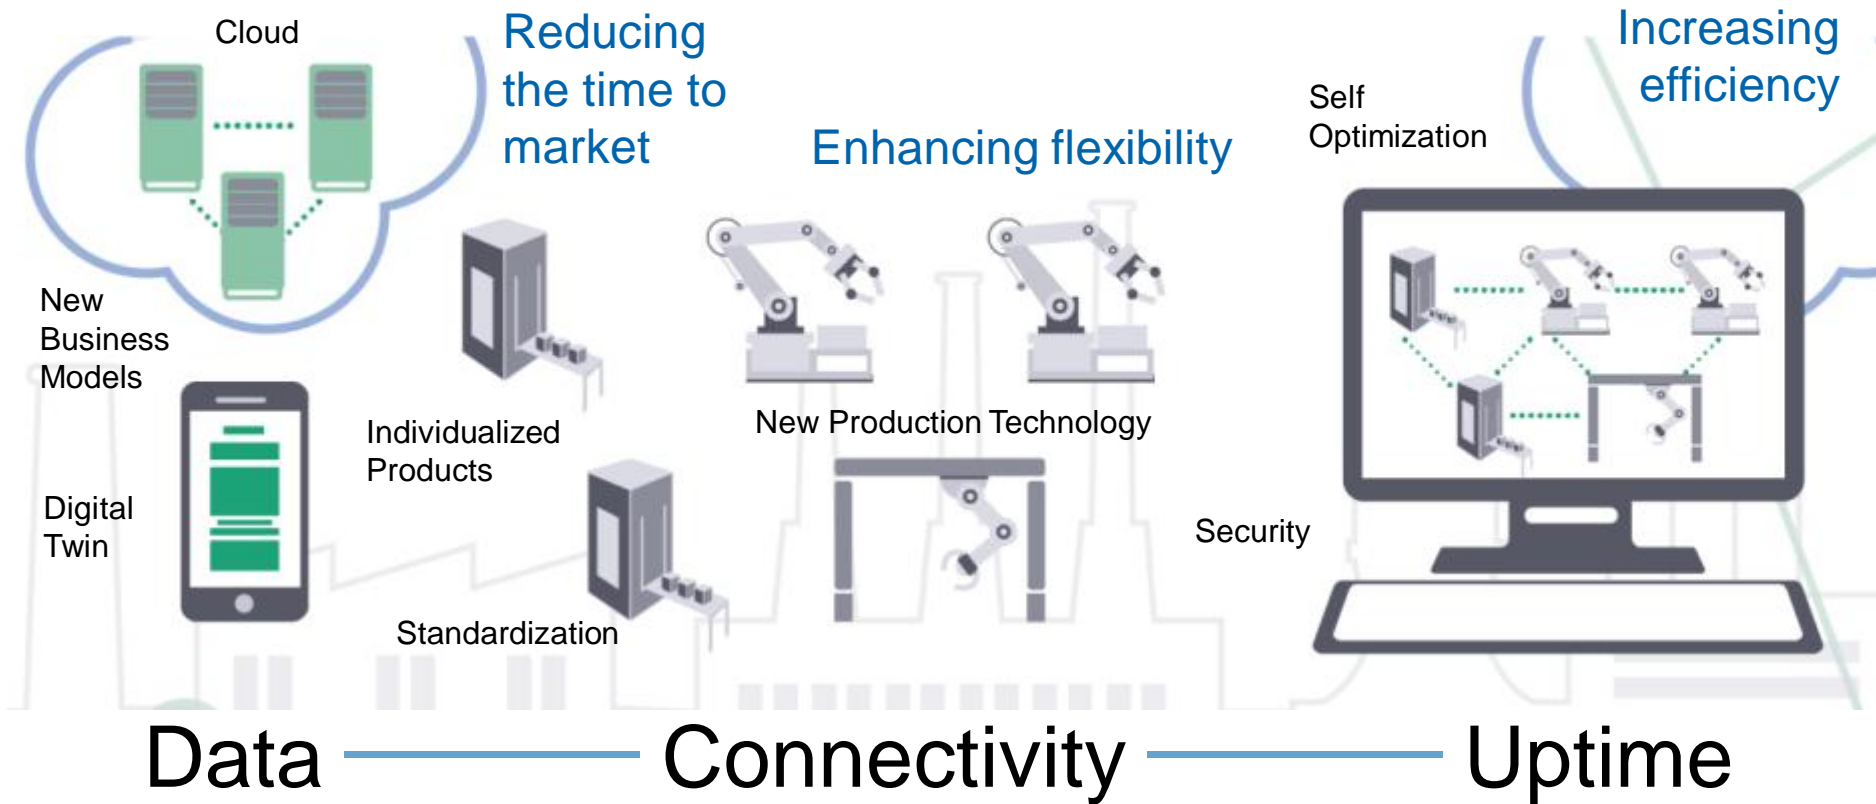 Cloud
Reducing
the time to
market
Enhancing flexibility
Increasing
efficiency
Self
Optimization
New
Business
Models
Individualized
Products
New Production Technology
Digital
Twin
Security
Standardization
Data
Connectivity
Uptime